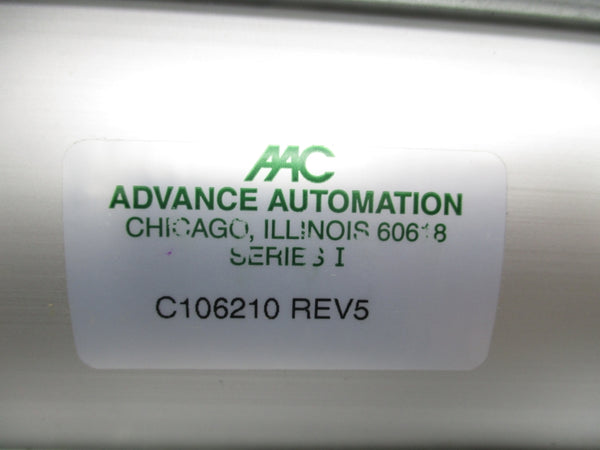 AAC
ADVANCE AUTOMATION
CHICAGO, ILLINOIS 60618
SERIES I
C106210 REV5